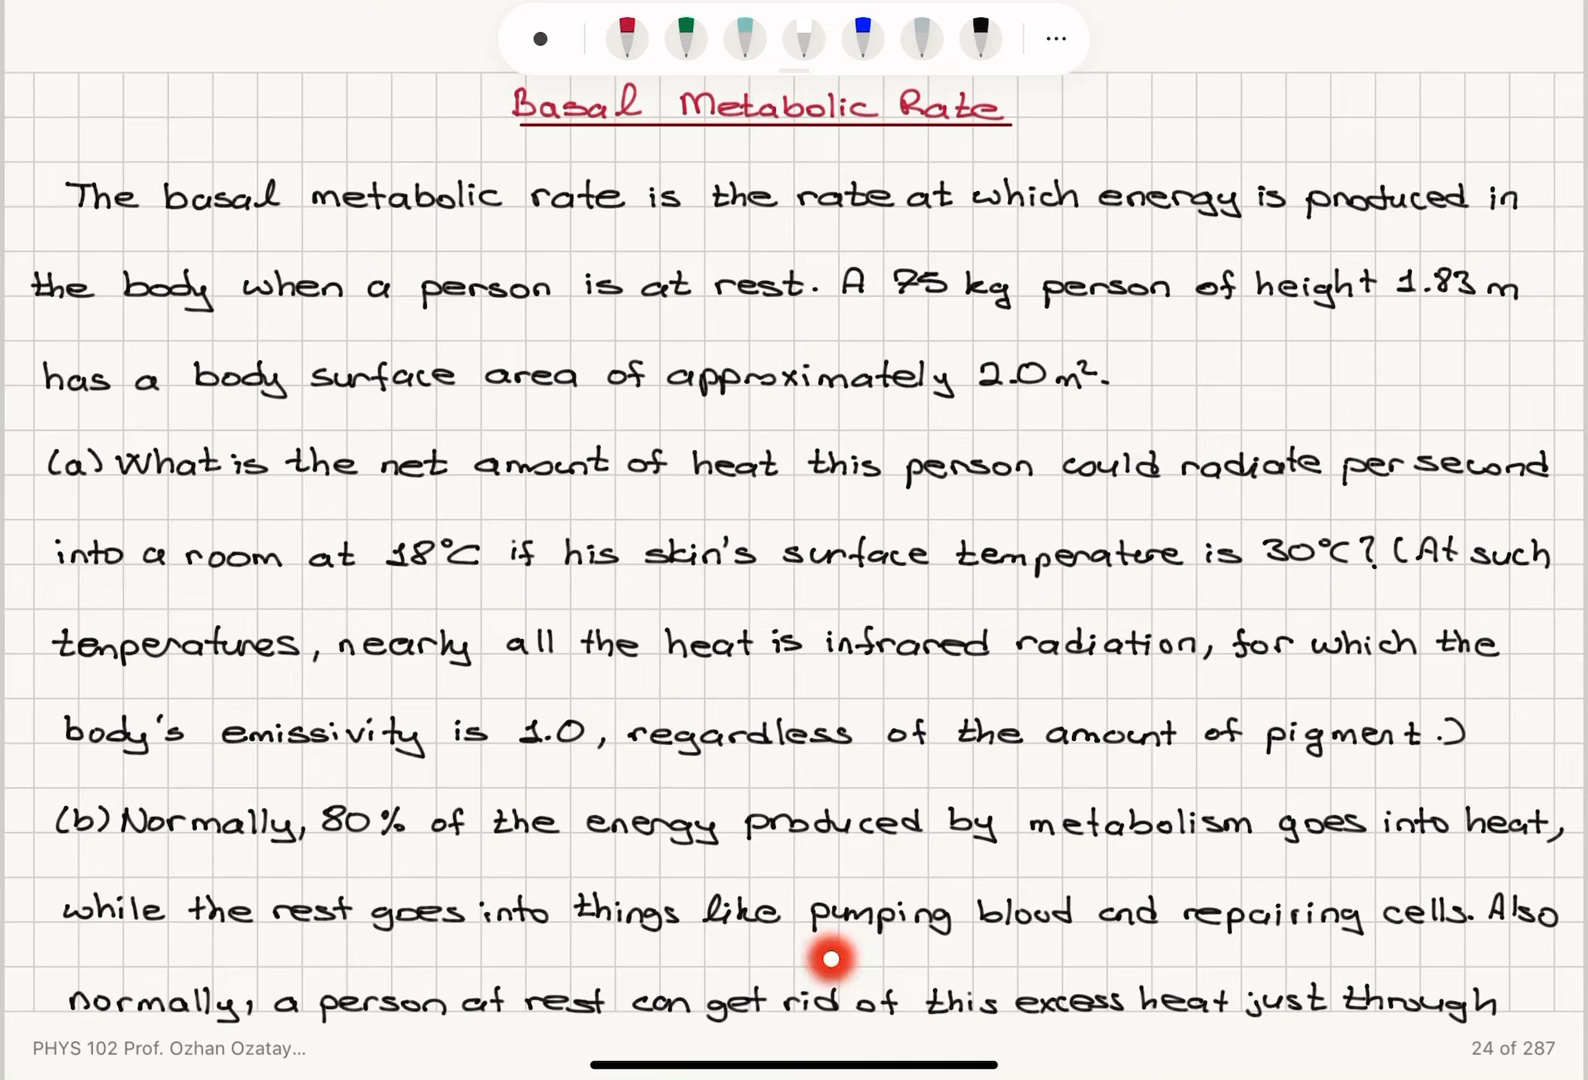 Basal Metabolic Rate
The basal metabolic rate is the rate at which energy is produced in
the body when a person is at rest. A 75 kg person of height 1.83 m
has a body surface area of approximately 2.0 m².
(a) What is the net amount of heat this person could radiate per second
into a room at 18°C if his skin's surface temperature is 30°C? (At such
temperatures, nearly all the heat is infrared radiation, for which the
body's emissivity is 1.0, regardless of the amount of pigment.)
(b) Normally, 80% of the energy produced by metabolism goes into heat,
while the rest goes into things like pumping blood and repairing cells. Also
normally, a person at rest can get rid of this excess heat just through
PHYS 102 Prof. Ozhan Ozatay...
24 of 287